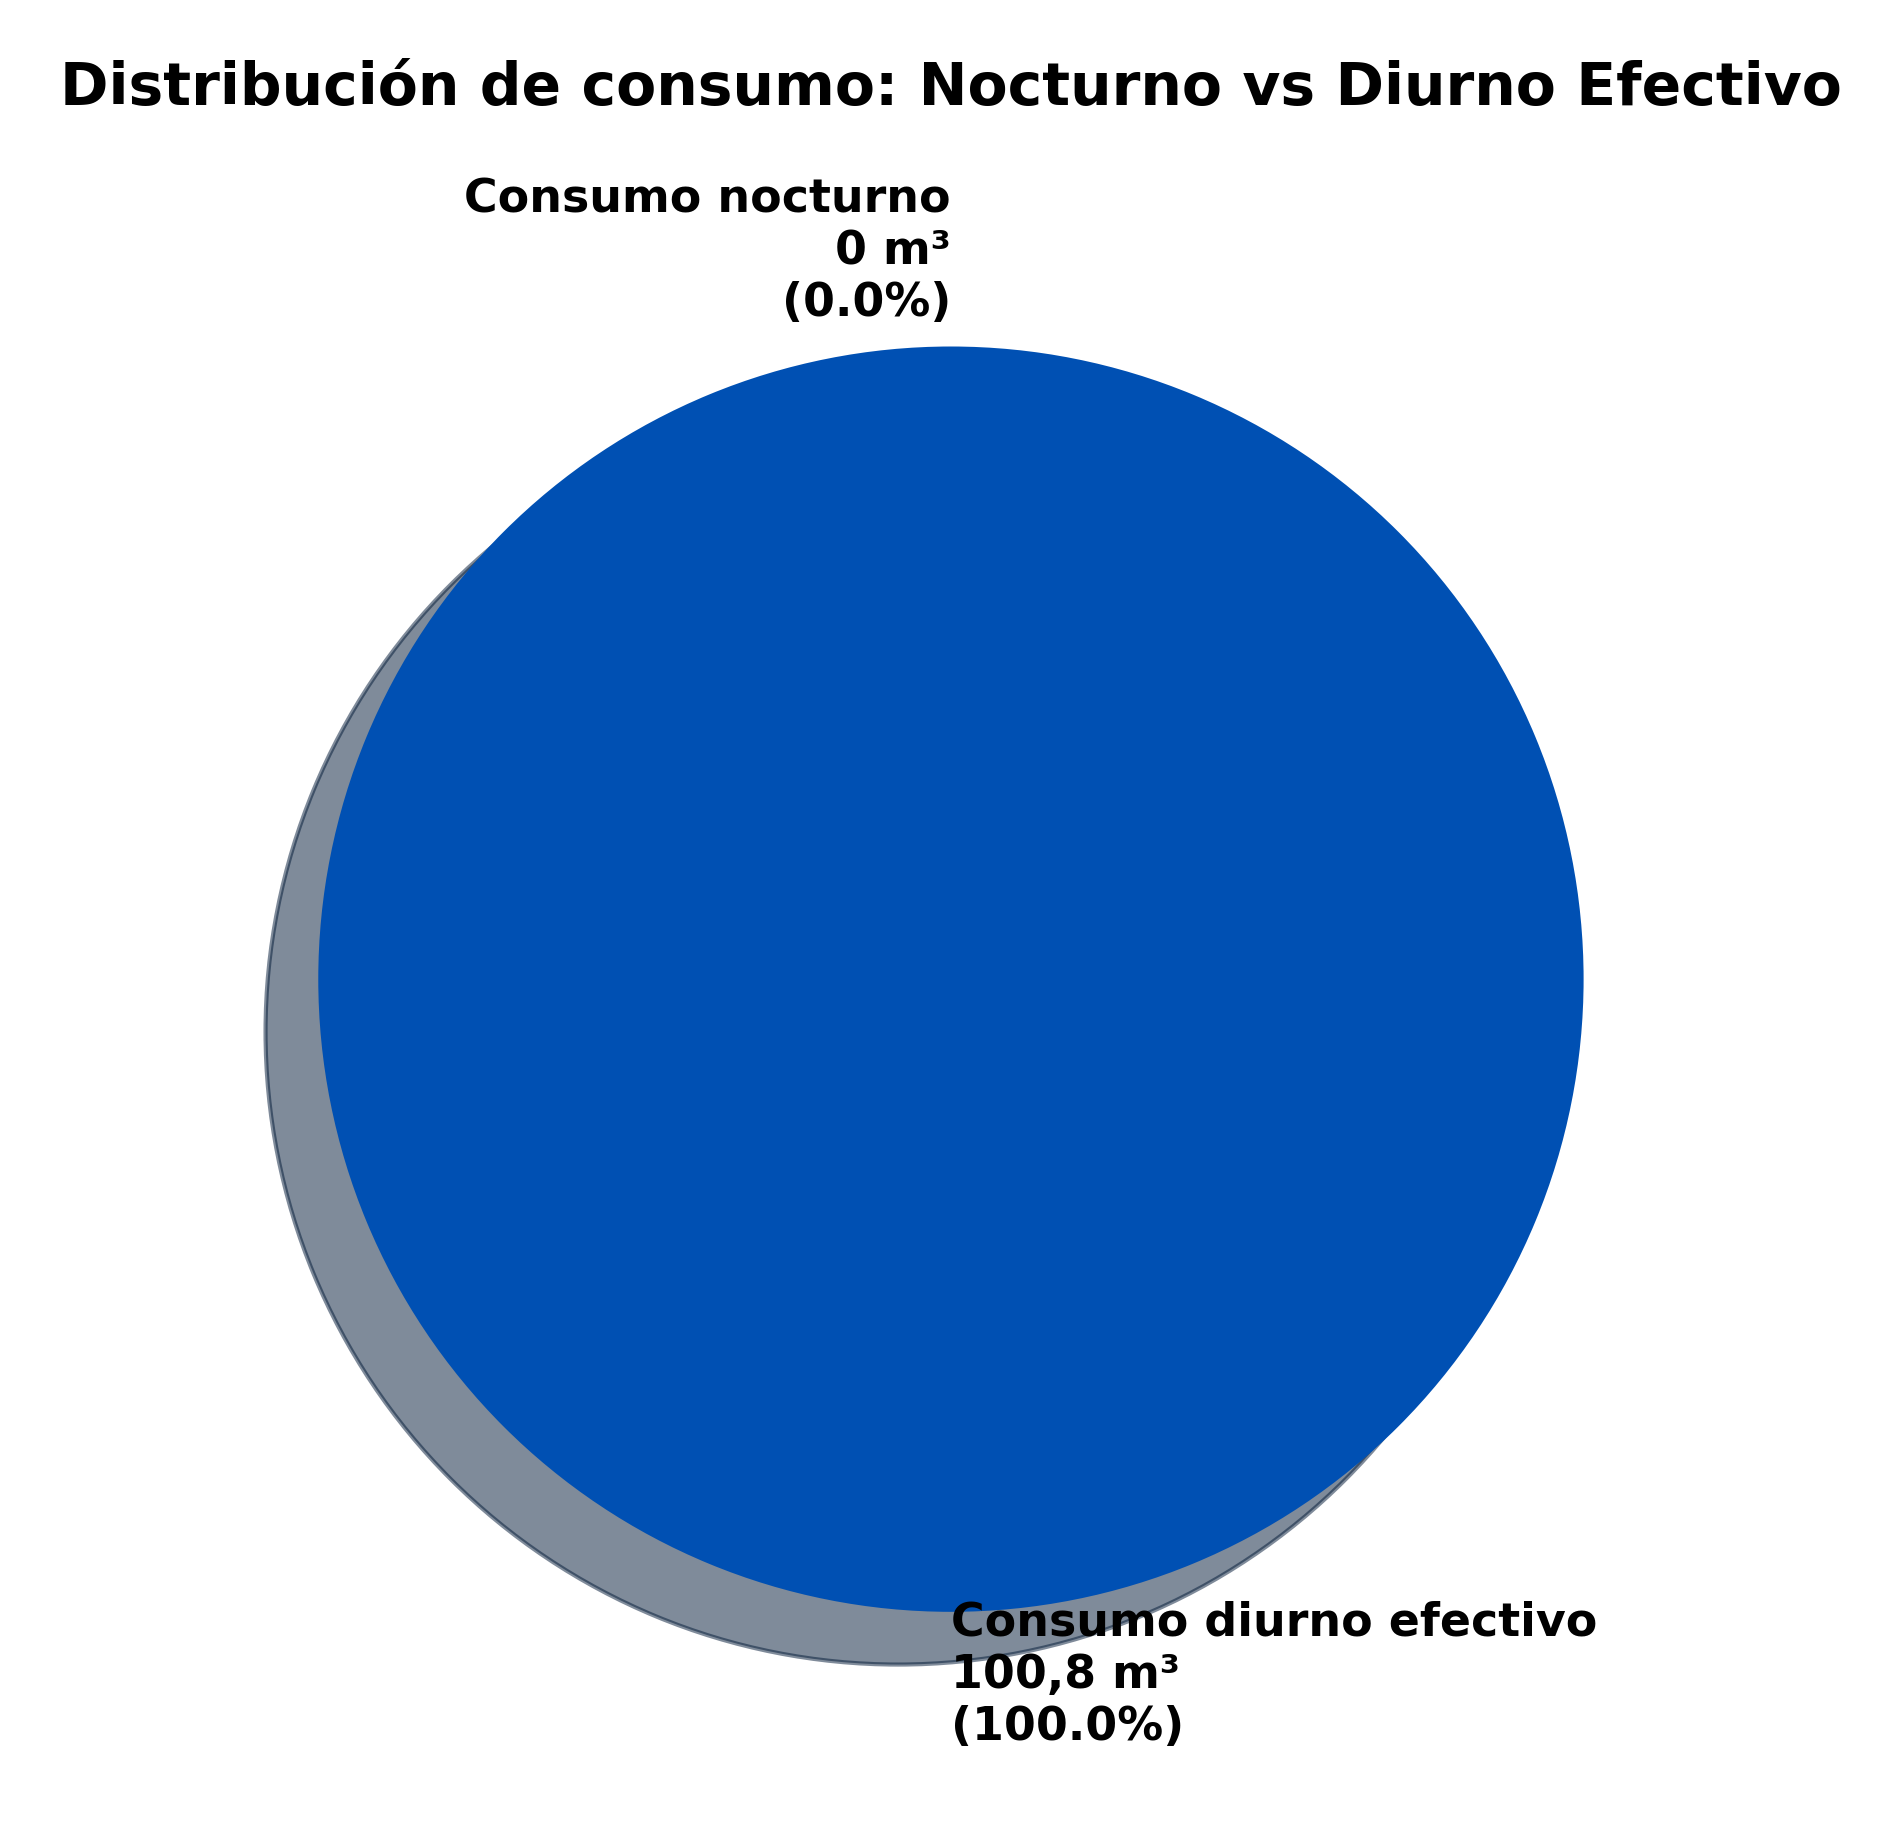 Distribución de consumo: Nocturno vs Diurno Efectivo
Consumo nocturno
0 m³
(0.0%)
Consumo diurno efectivo
100,8 m³
(100.0%)